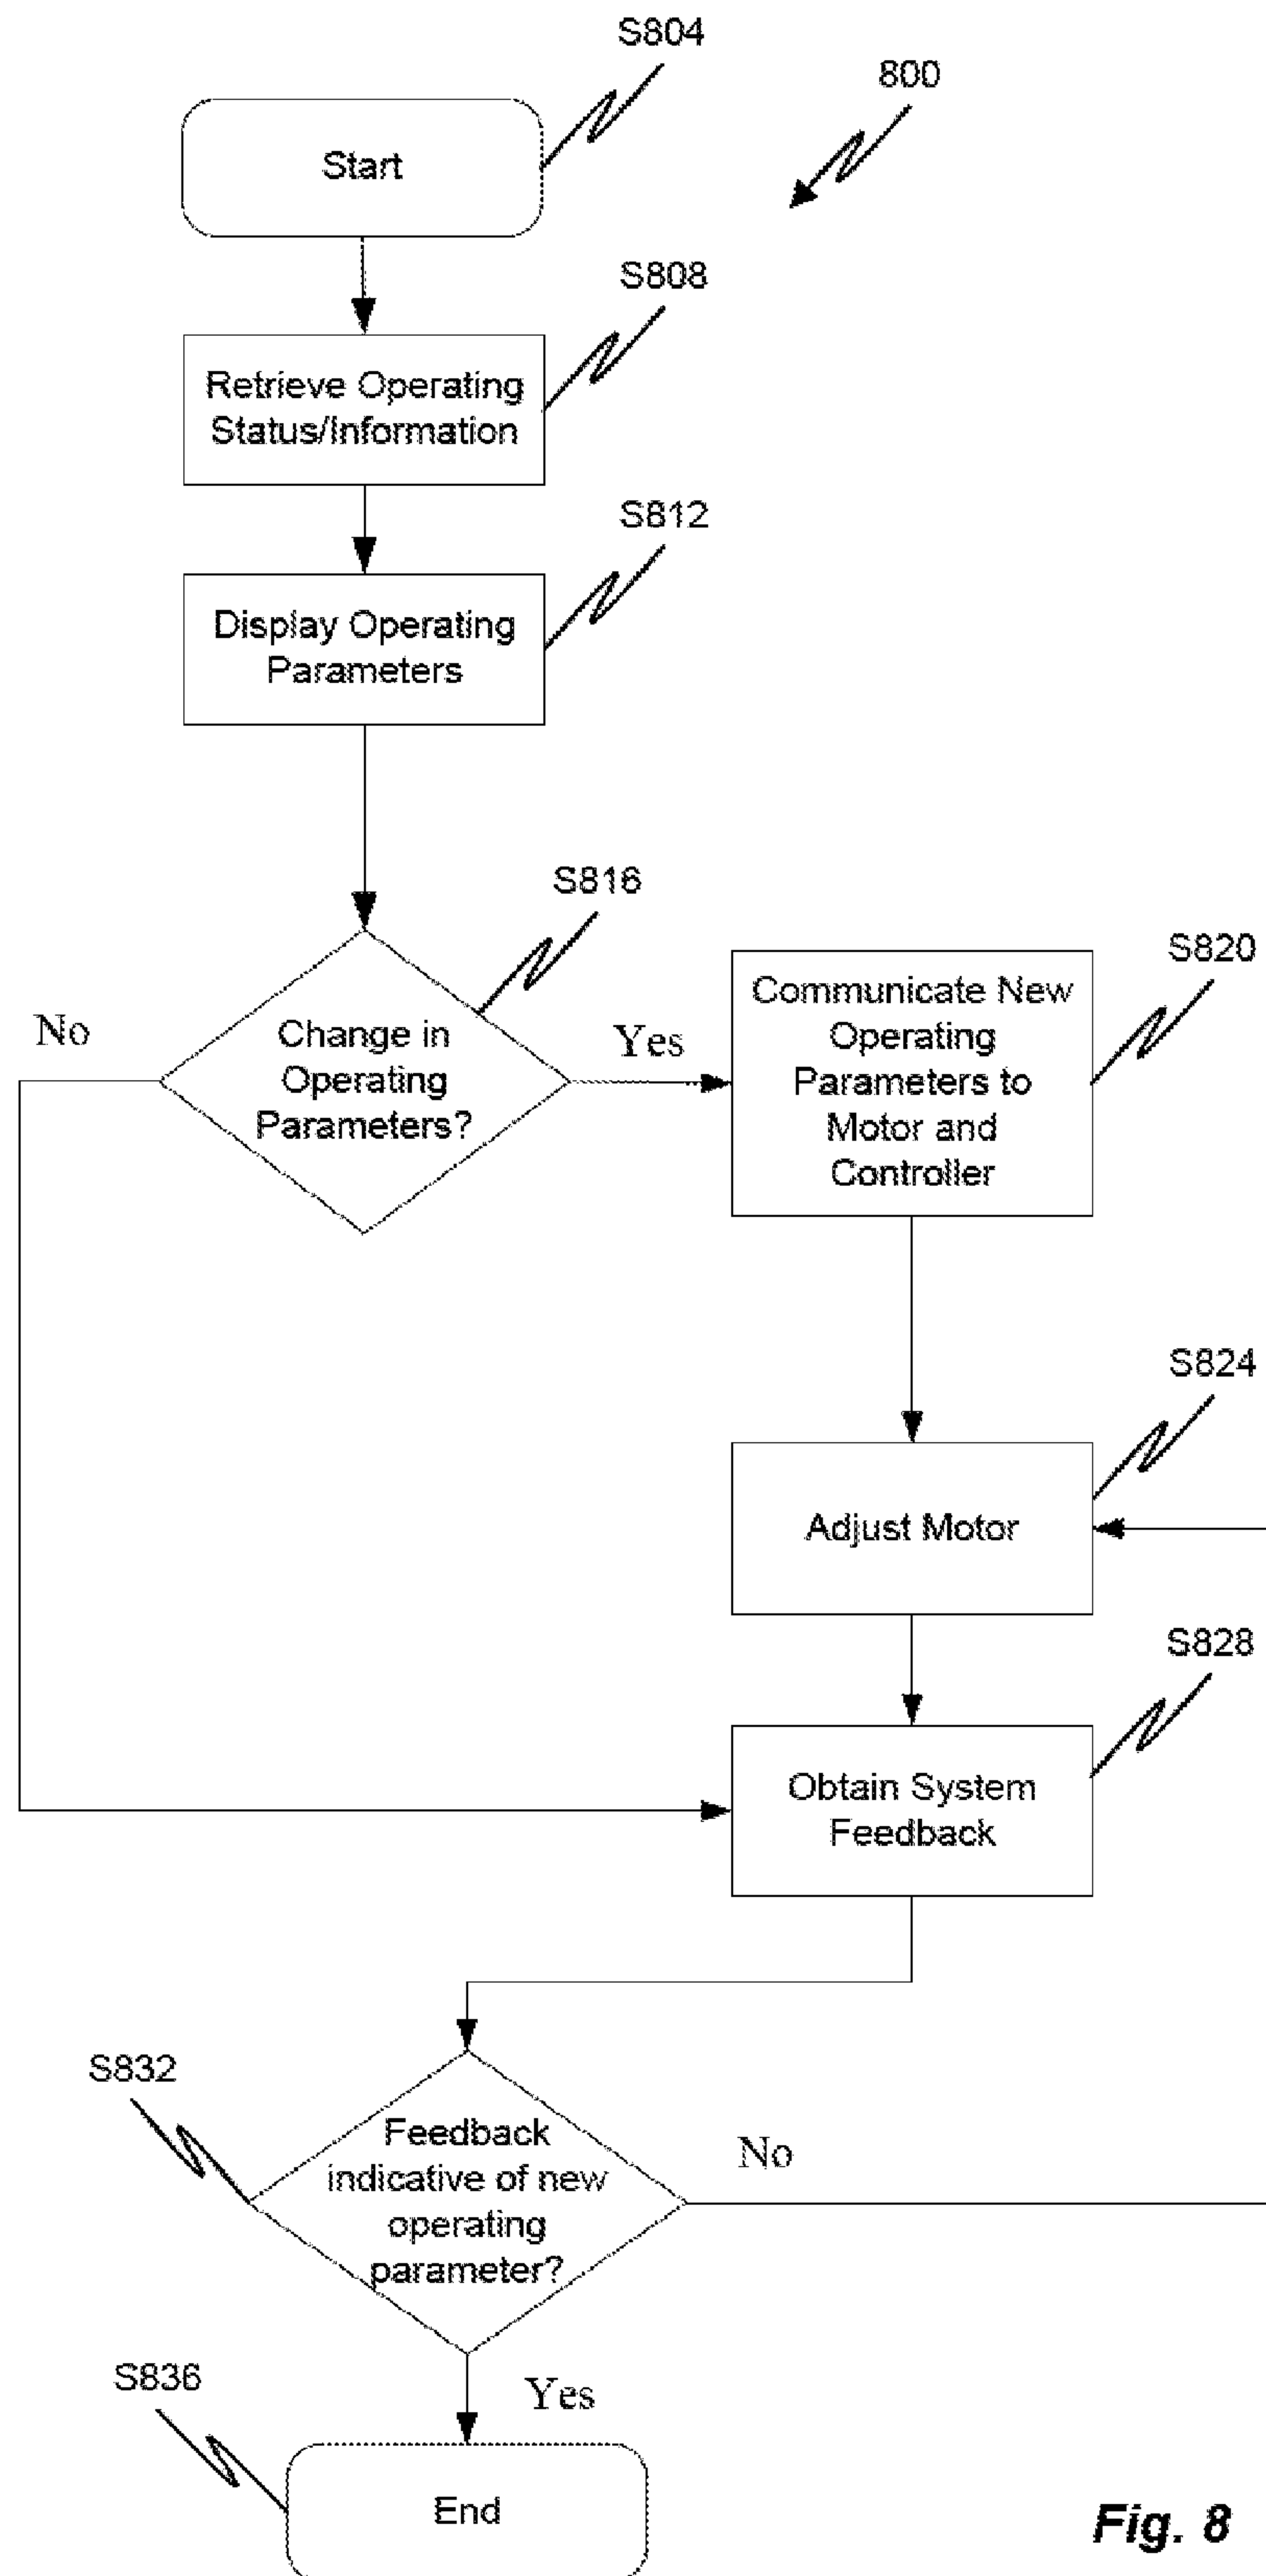 S804
800
Start
S808
Retrieve Operating
Status/Information
S812
Display Operating
Parameters
S816
S820
No
Change in
Operating
Parameters?
Yes
Communicate New
Operating
Parameters to
Motor and
Controller
S824
Adjust Motor
S828
Obtain System
Feedback
S832
Feedback
indicative of new
operating
parameter?
No
S836
Yes
End
Fig. 8